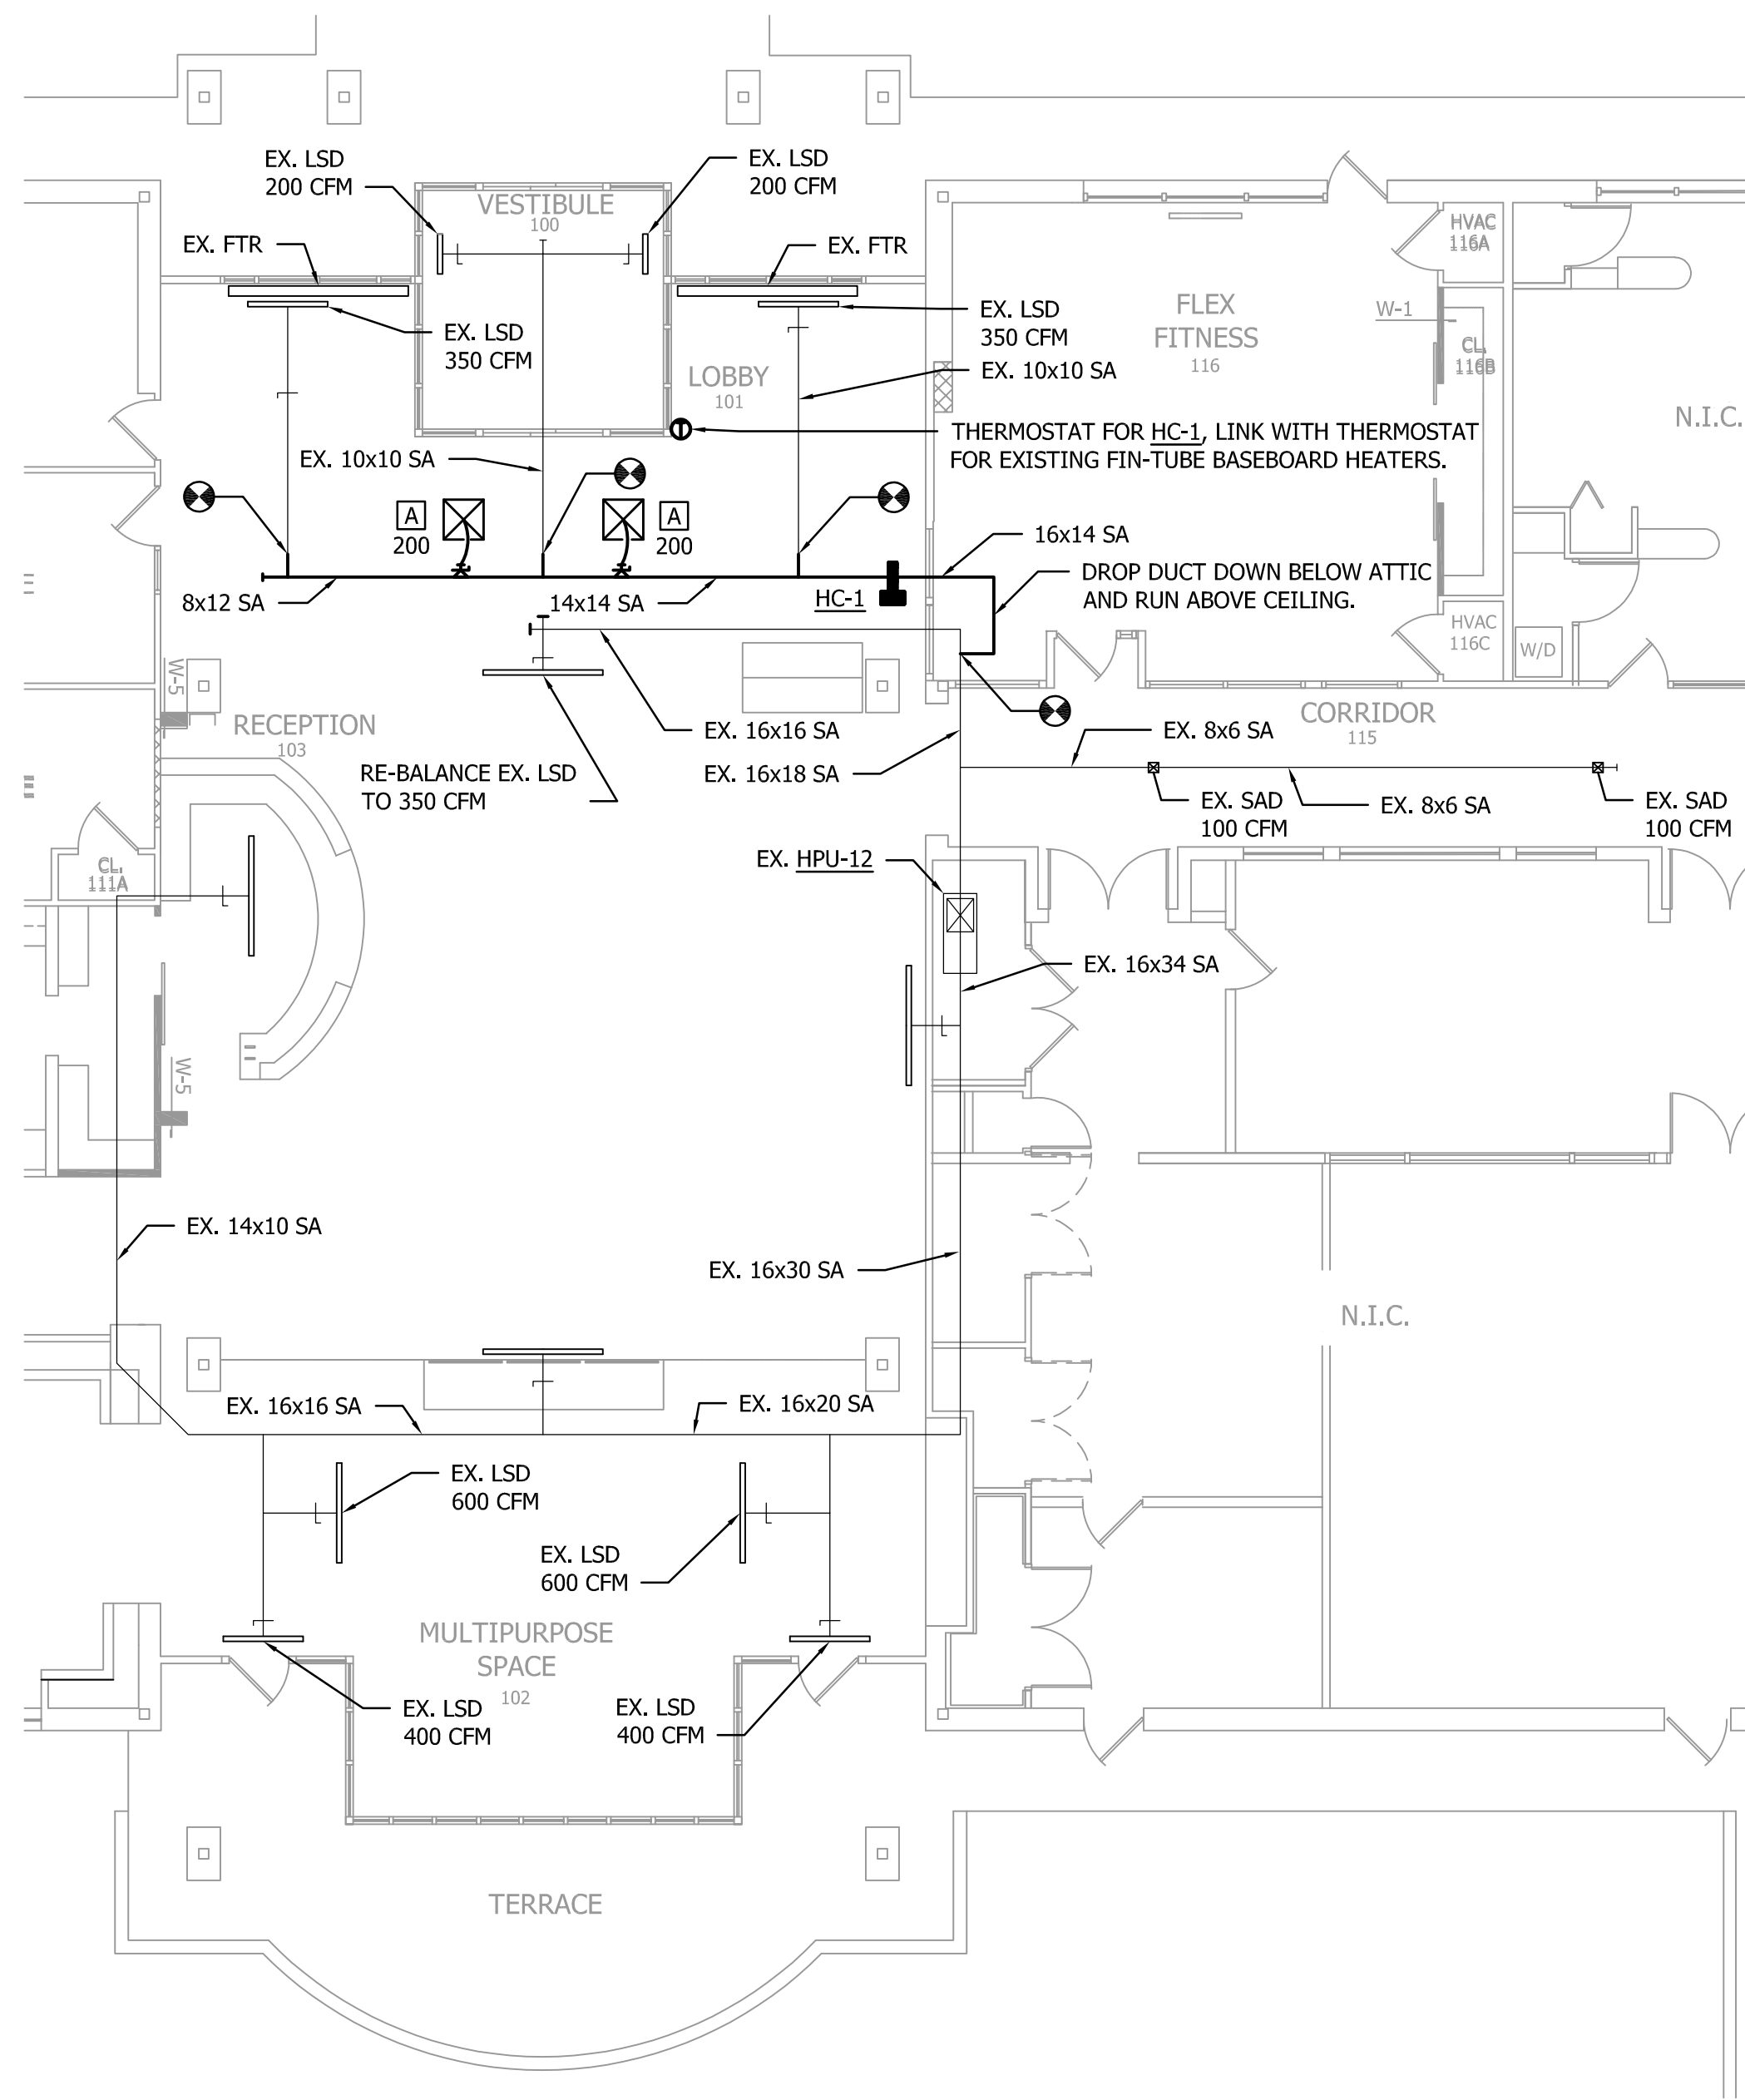 EX. LSD
200 CFM
EX. LSD
200 CFM
VESTIBULE
100
EX. FTR
EX. FTR
HVAC
116A
EX. LSD
350 CFM
EX. LSD
350 CFM
FLEX
FITNESS
116
W-1
CL.
116B
LOBBY
101
EX. 10x10 SA
N.I.C.
THERMOSTAT FOR HC-1, LINK WITH THERMOSTAT
FOR EXISTING FIN-TUBE BASEBOARD HEATERS.
EX. 10x10 SA
A
200
A
200
16x14 SA
DROP DUCT DOWN BELOW ATTIC
AND RUN ABOVE CEILING.
8x12 SA
14x14 SA
HC-1
HVAC
116C
W/D
W-5
RECEPTION
103
EX. 16x16 SA
CORRIDOR
115
EX. 8x6 SA
RE-BALANCE EX. LSD
TO 350 CFM
EX. 16x18 SA
EX. SAD
100 CFM
EX. 8x6 SA
EX. SAD
100 CFM
CL.
111A
EX. HPU-12
EX. 16x34 SA
W-5
EX. 14x10 SA
EX. 16x30 SA
N.I.C.
EX. 16x16 SA
EX. 16x20 SA
EX. LSD
600 CFM
EX. LSD
600 CFM
MULTIPURPOSE
SPACE
102
EX. LSD
400 CFM
EX. LSD
400 CFM
TERRACE